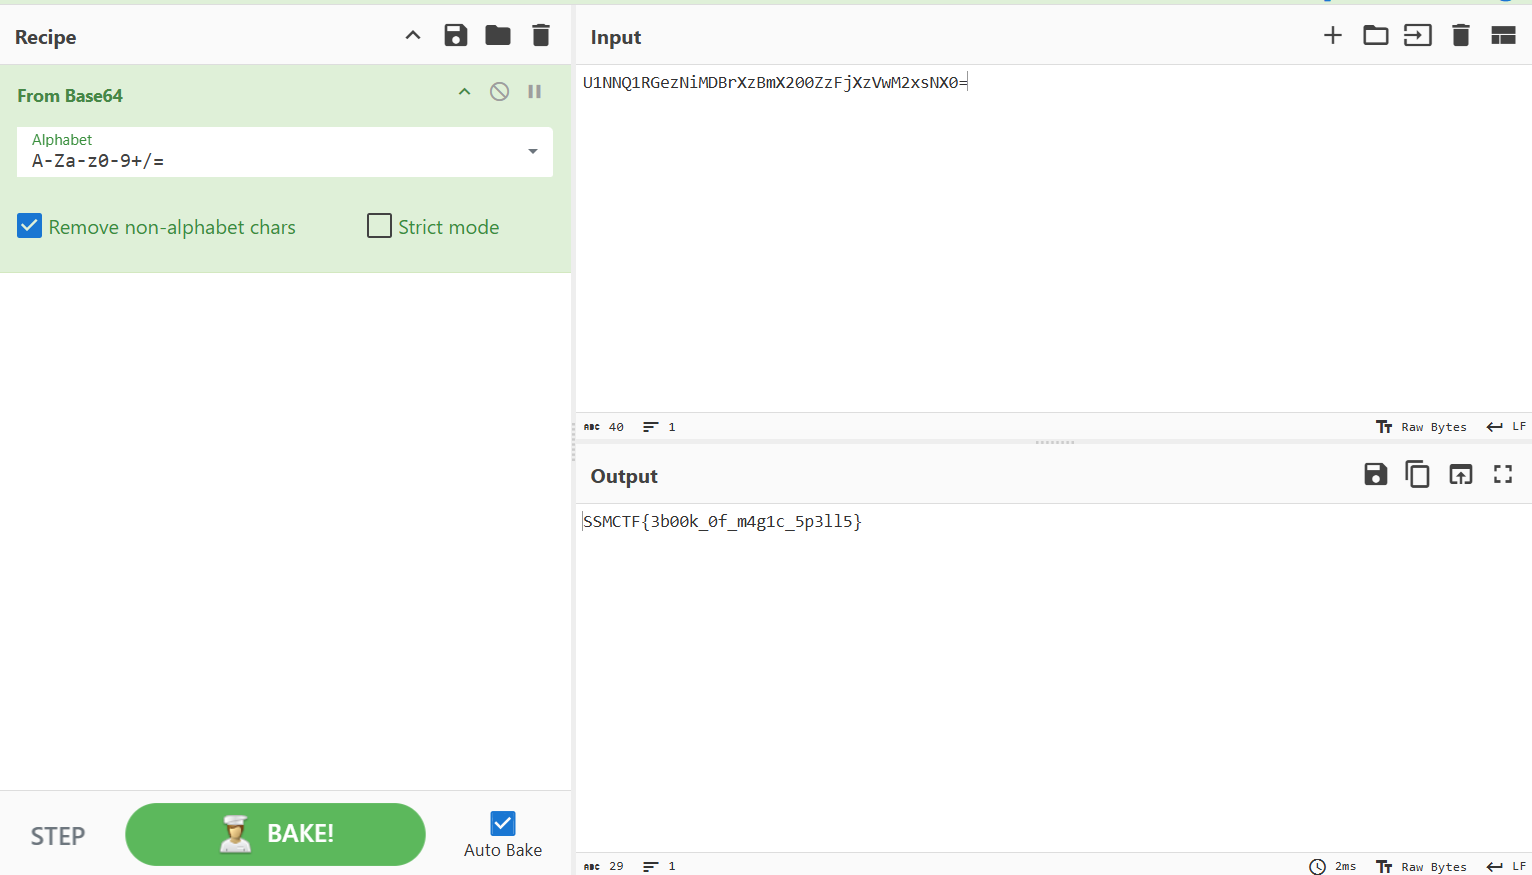 Recipe
From Base64
Alphabet
A-Za-z0-9+/=
Remove non-alphabet chars
Strict mode
STEP
BAKE!
Auto Bake
Input
U1NNQ1RGezNiMDBrXzBmX200ZzFjXzVwM2xsNX0=
ABC 40 1
Raw Bytes LF
Output
SSMCTF{3b00k_0f_m4g1c_5p3ll5}
ABC 29 1
2ms Raw Bytes LF